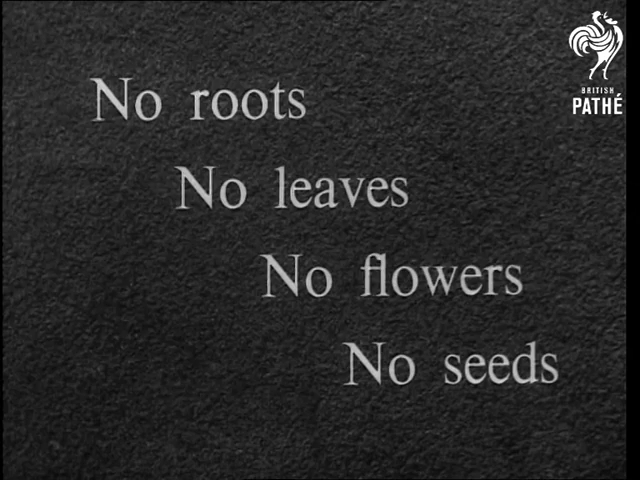 No roots
No leaves
No flowers
No seeds
BRITISH
PATHÉ